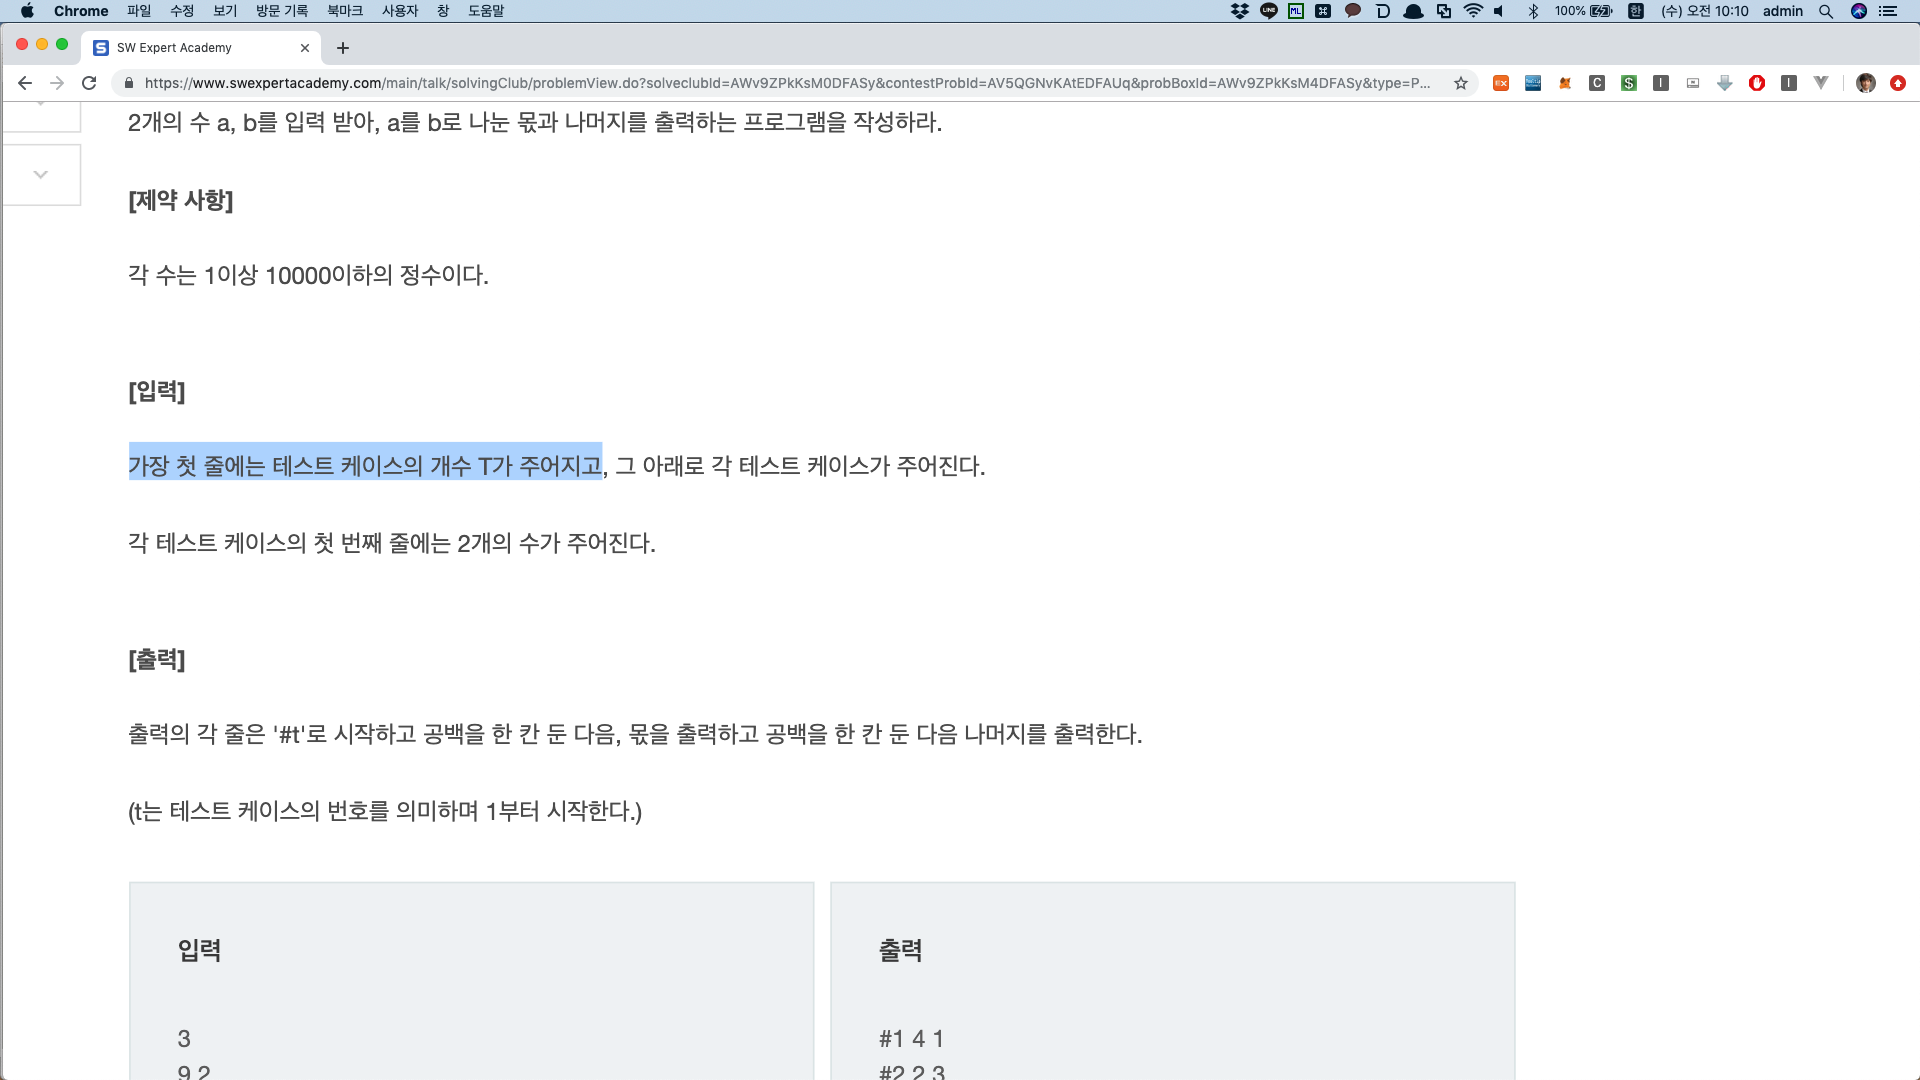 Chrome 파일 수정 보기 방문 기록 북마크 사용자 창 도움말 100% (수) 오전 10:10 admin
SW Expert Academy
https://www.swexpertacademy.com/main/talk/solvingClub/problemView.do?solveclubId=AWv9ZPkKsM0DFASy&contestProbId=AV5QGNvKAtEDFAUq&probBoxId=AWv9ZPkKsM4DFASy&type=P...
2개의 수 a, b를 입력 받아, a를 b로 나눈 몫과 나머지를 출력하는 프로그램을 작성하라.
[제약 사항]
각 수는 1이상 10000이하의 정수이다.
[입력]
가장 첫 줄에는 테스트 케이스의 개수 T가 주어지고, 그 아래로 각 테스트 케이스가 주어진다.
각 테스트 케이스의 첫 번째 줄에는 2개의 수가 주어진다.
[출력]
출력의 각 줄은 '#t'로 시작하고 공백을 한 칸 둔 다음, 몫을 출력하고 공백을 한 칸 둔 다음 나머지를 출력한다.
(t는 테스트 케이스의 번호를 의미하며 1부터 시작한다.)
입력
3
9 2
출력
#1 4 1
#2 2 3